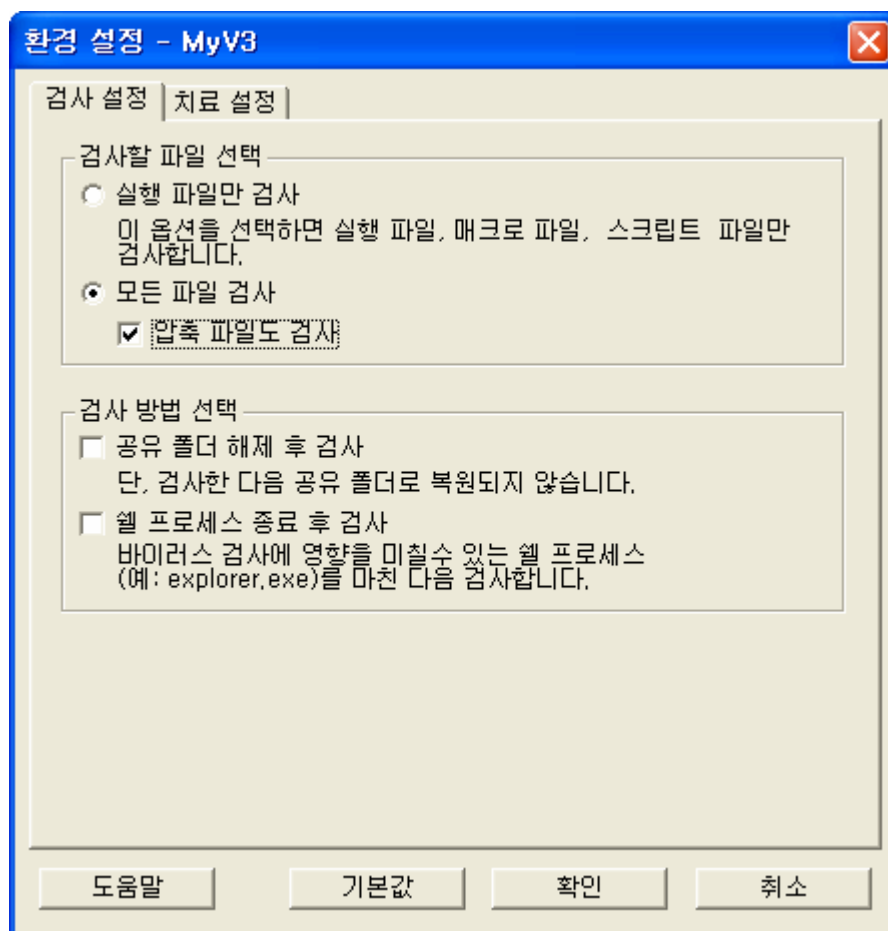 환경 설정 - MyV3
검사 설정 치료 설정
검사할 파일 선택
실행 파일만 검사
이 옵션을 선택하면 실행 파일, 매크로 파일, 스크립트 파일만
검사합니다.
모든 파일 검사
압축 파일도 검사
검사 방법 선택
공유 폴더 해제 후 검사
단, 검사한 다음 공유 폴더로 복원되지 않습니다.
쉘 프로세스 종료 후 검사
바이러스 검사에 영향을 미칠수 있는 쉘 프로세스
(예: explorer.exe)를 마친 다음 검사합니다.
도움말 기본값 확인 취소